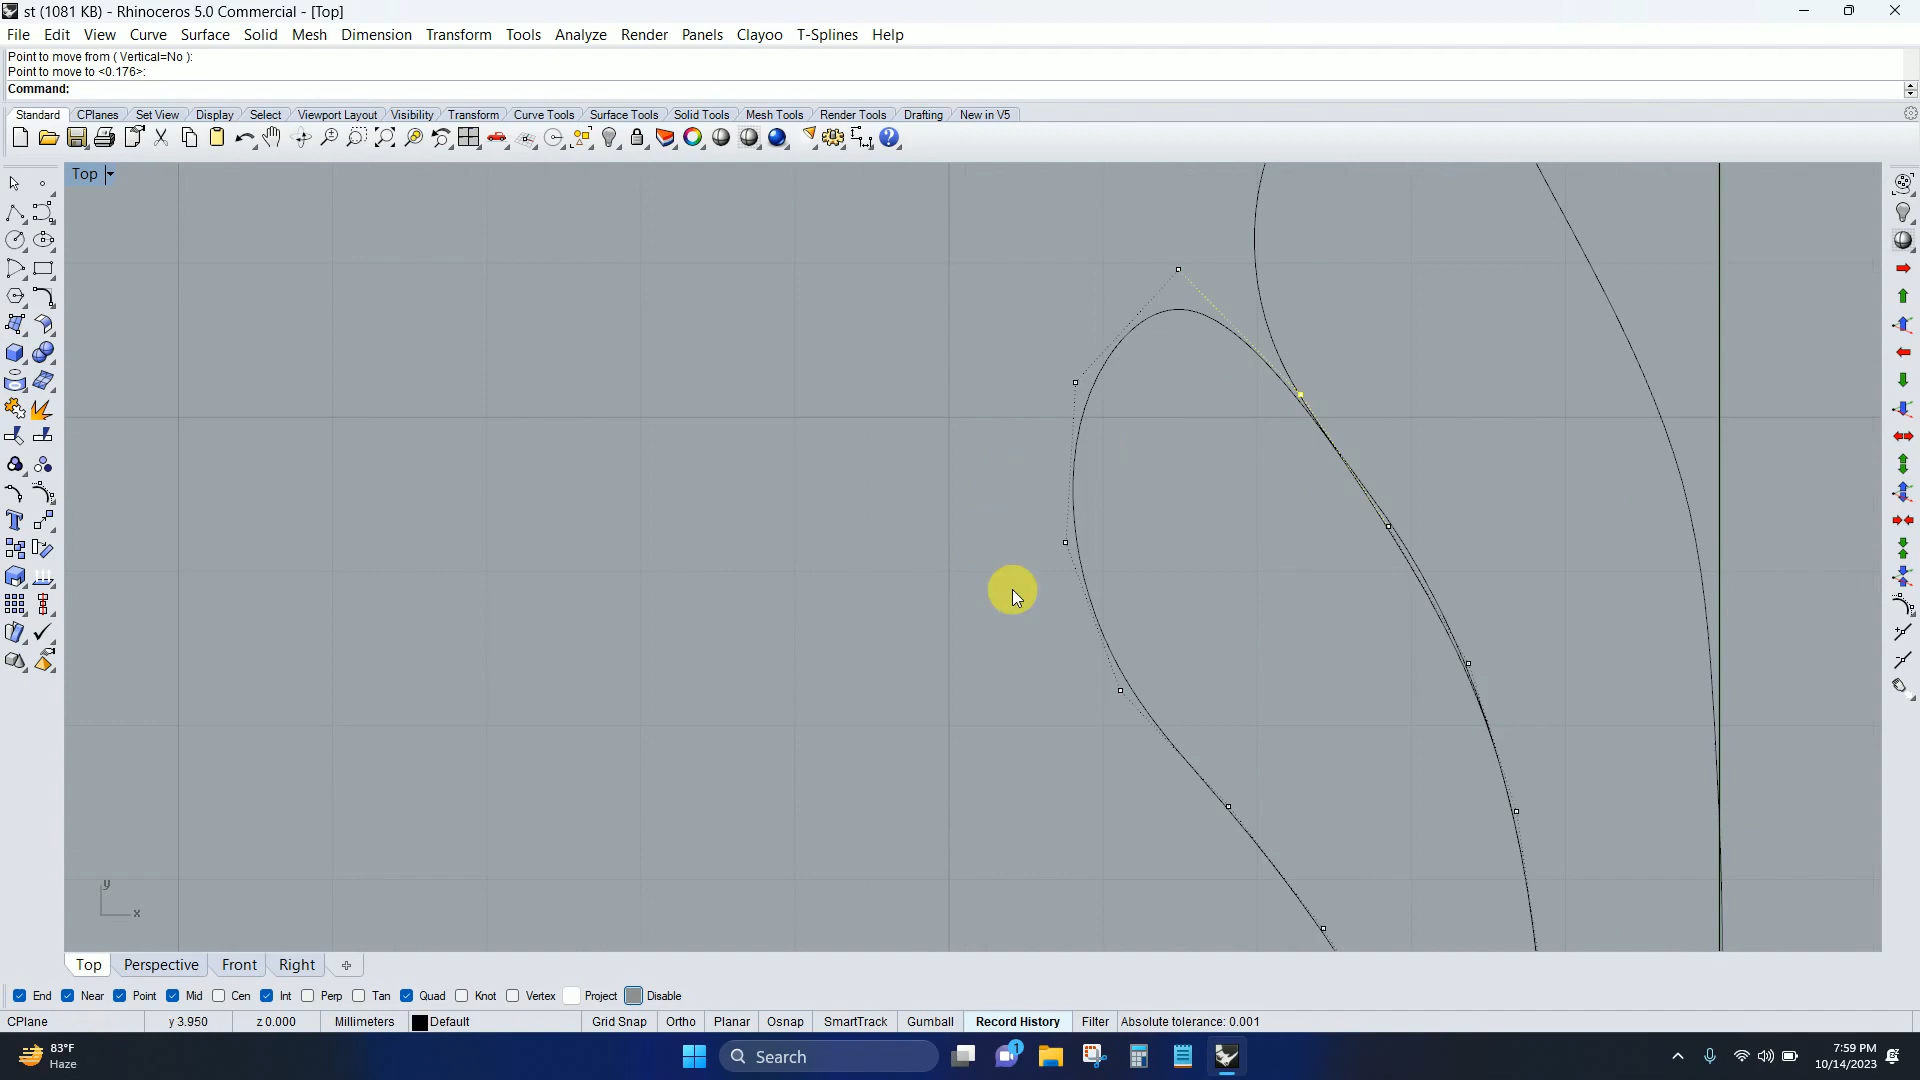 st (1081 KB) - Rhinoceros 5.0 Commercial - [Top]
File Edit View Curve Surface Solid Mesh Dimension Transform Tools Analyze Render Panels Clayoo T-Splines Help
Point to move from ( Vertical=No ):
Point to move to <0.176>:
Command:
Standard CPlanes Set View Display Select Viewport Layout Visibility Transform Curve Tools Surface Tools Solid Tools Mesh Tools Render Tools Drafting New in V5
Top
y
x
Top Perspective Front Right
End Near Point Mid Cen Int Perp Tan Quad Knot Vertex Project Disable
CPlane y 3.950 z 0.000 Millimeters Default Grid Snap Ortho Planar Osnap SmartTrack Gumball Record History Filter Absolute tolerance: 0.001
83°F
Haze
Search
1
7:59 PM
10/14/2023